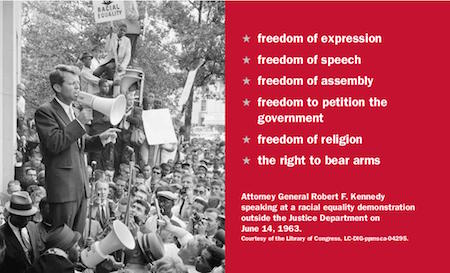 RACIAL
EQUALITY
★ freedom of expression
★ freedom of speech
★ freedom of assembly
★ freedom to petition the
government
★ freedom of religion
★ the right to bear arms
Attorney General Robert F. Kennedy
speaking at a racial equality demonstration
outside the Justice Department on
June 14, 1963.
Courtesy of the Library of Congress, LC-DIG-ppmsca-04295.